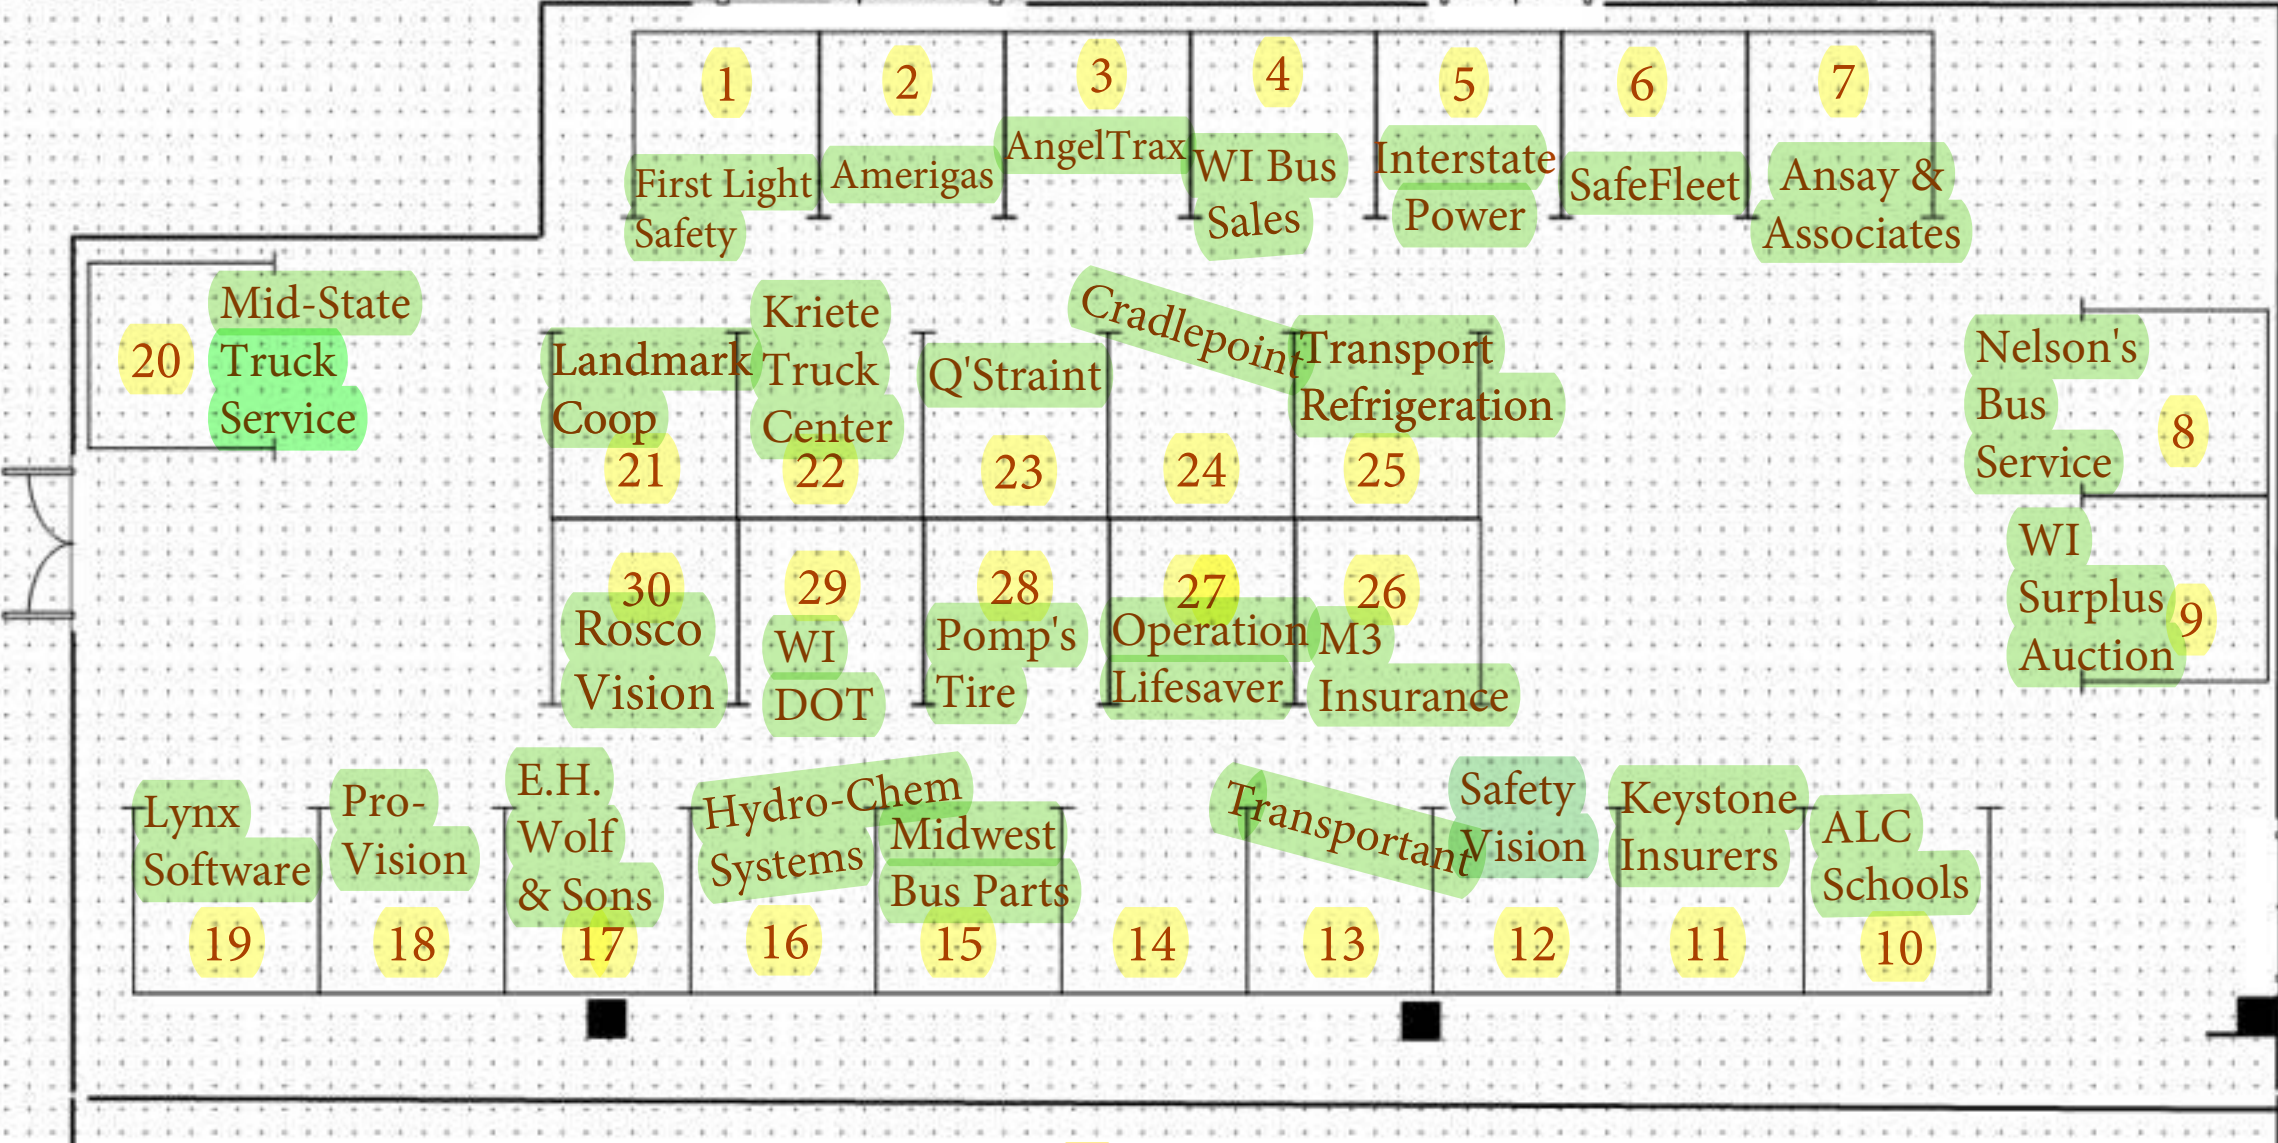 1
2
3
4
5
6
7
First Light
Safety
Amerigas
AngelTrax
WI Bus
Sales
Interstate
Power
SafeFleet
Ansay &
Associates
20
Mid-State
Truck
Service
Landmark
Coop
21
Kriete
Truck
Center
22
Q'Straint
23
Cradlepoint
24
Transport
Refrigeration
25
Nelson's
Bus
Service
8
30
Rosco
Vision
29
WI
DOT
28
Pomp's
Tire
27
Operation
Lifesaver
26
M3
Insurance
WI
Surplus
Auction
9
Lynx
Software
19
Pro-
Vision
18
E.H.
Wolf
& Sons
17
Hydro-Chem
Systems
16
Midwest
Bus Parts
15
14
Transportant
13
Safety
Vision
12
Keystone
Insurers
11
ALC
Schools
10